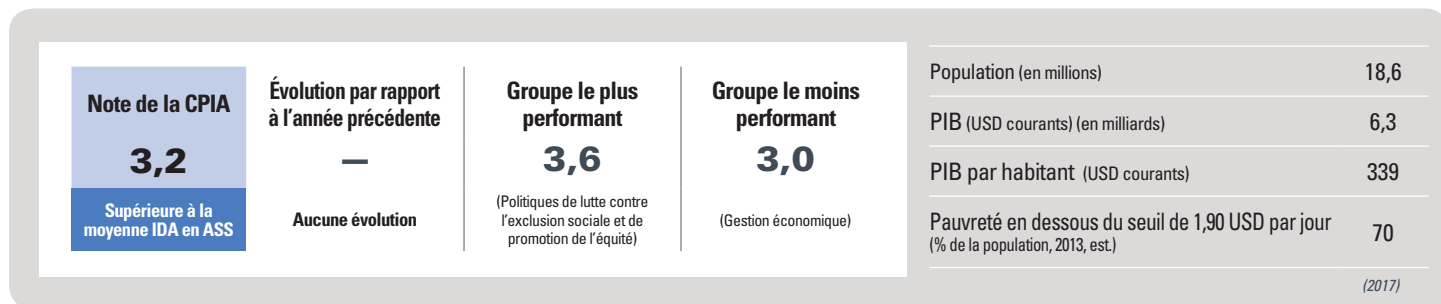 Note de la CPIA
3,2
Supérieure à la
moyenne IDA en ASS
Évolution par rapport
à l’année précédente
—
Aucune évolution
Groupe le plus
performant
3,6
(Politiques de lutte contre
l’exclusion sociale et de
promotion de l’équité)
Groupe le moins
performant
3,0
(Gestion économique)
Population (en millions) 18,6
PIB (USD courants) (en milliards) 6,3
PIB par habitant (USD courants) 339
Pauvreté en dessous du seuil de 1,90 USD par jour
(% de la population, 2013, est.) 70
(2017)